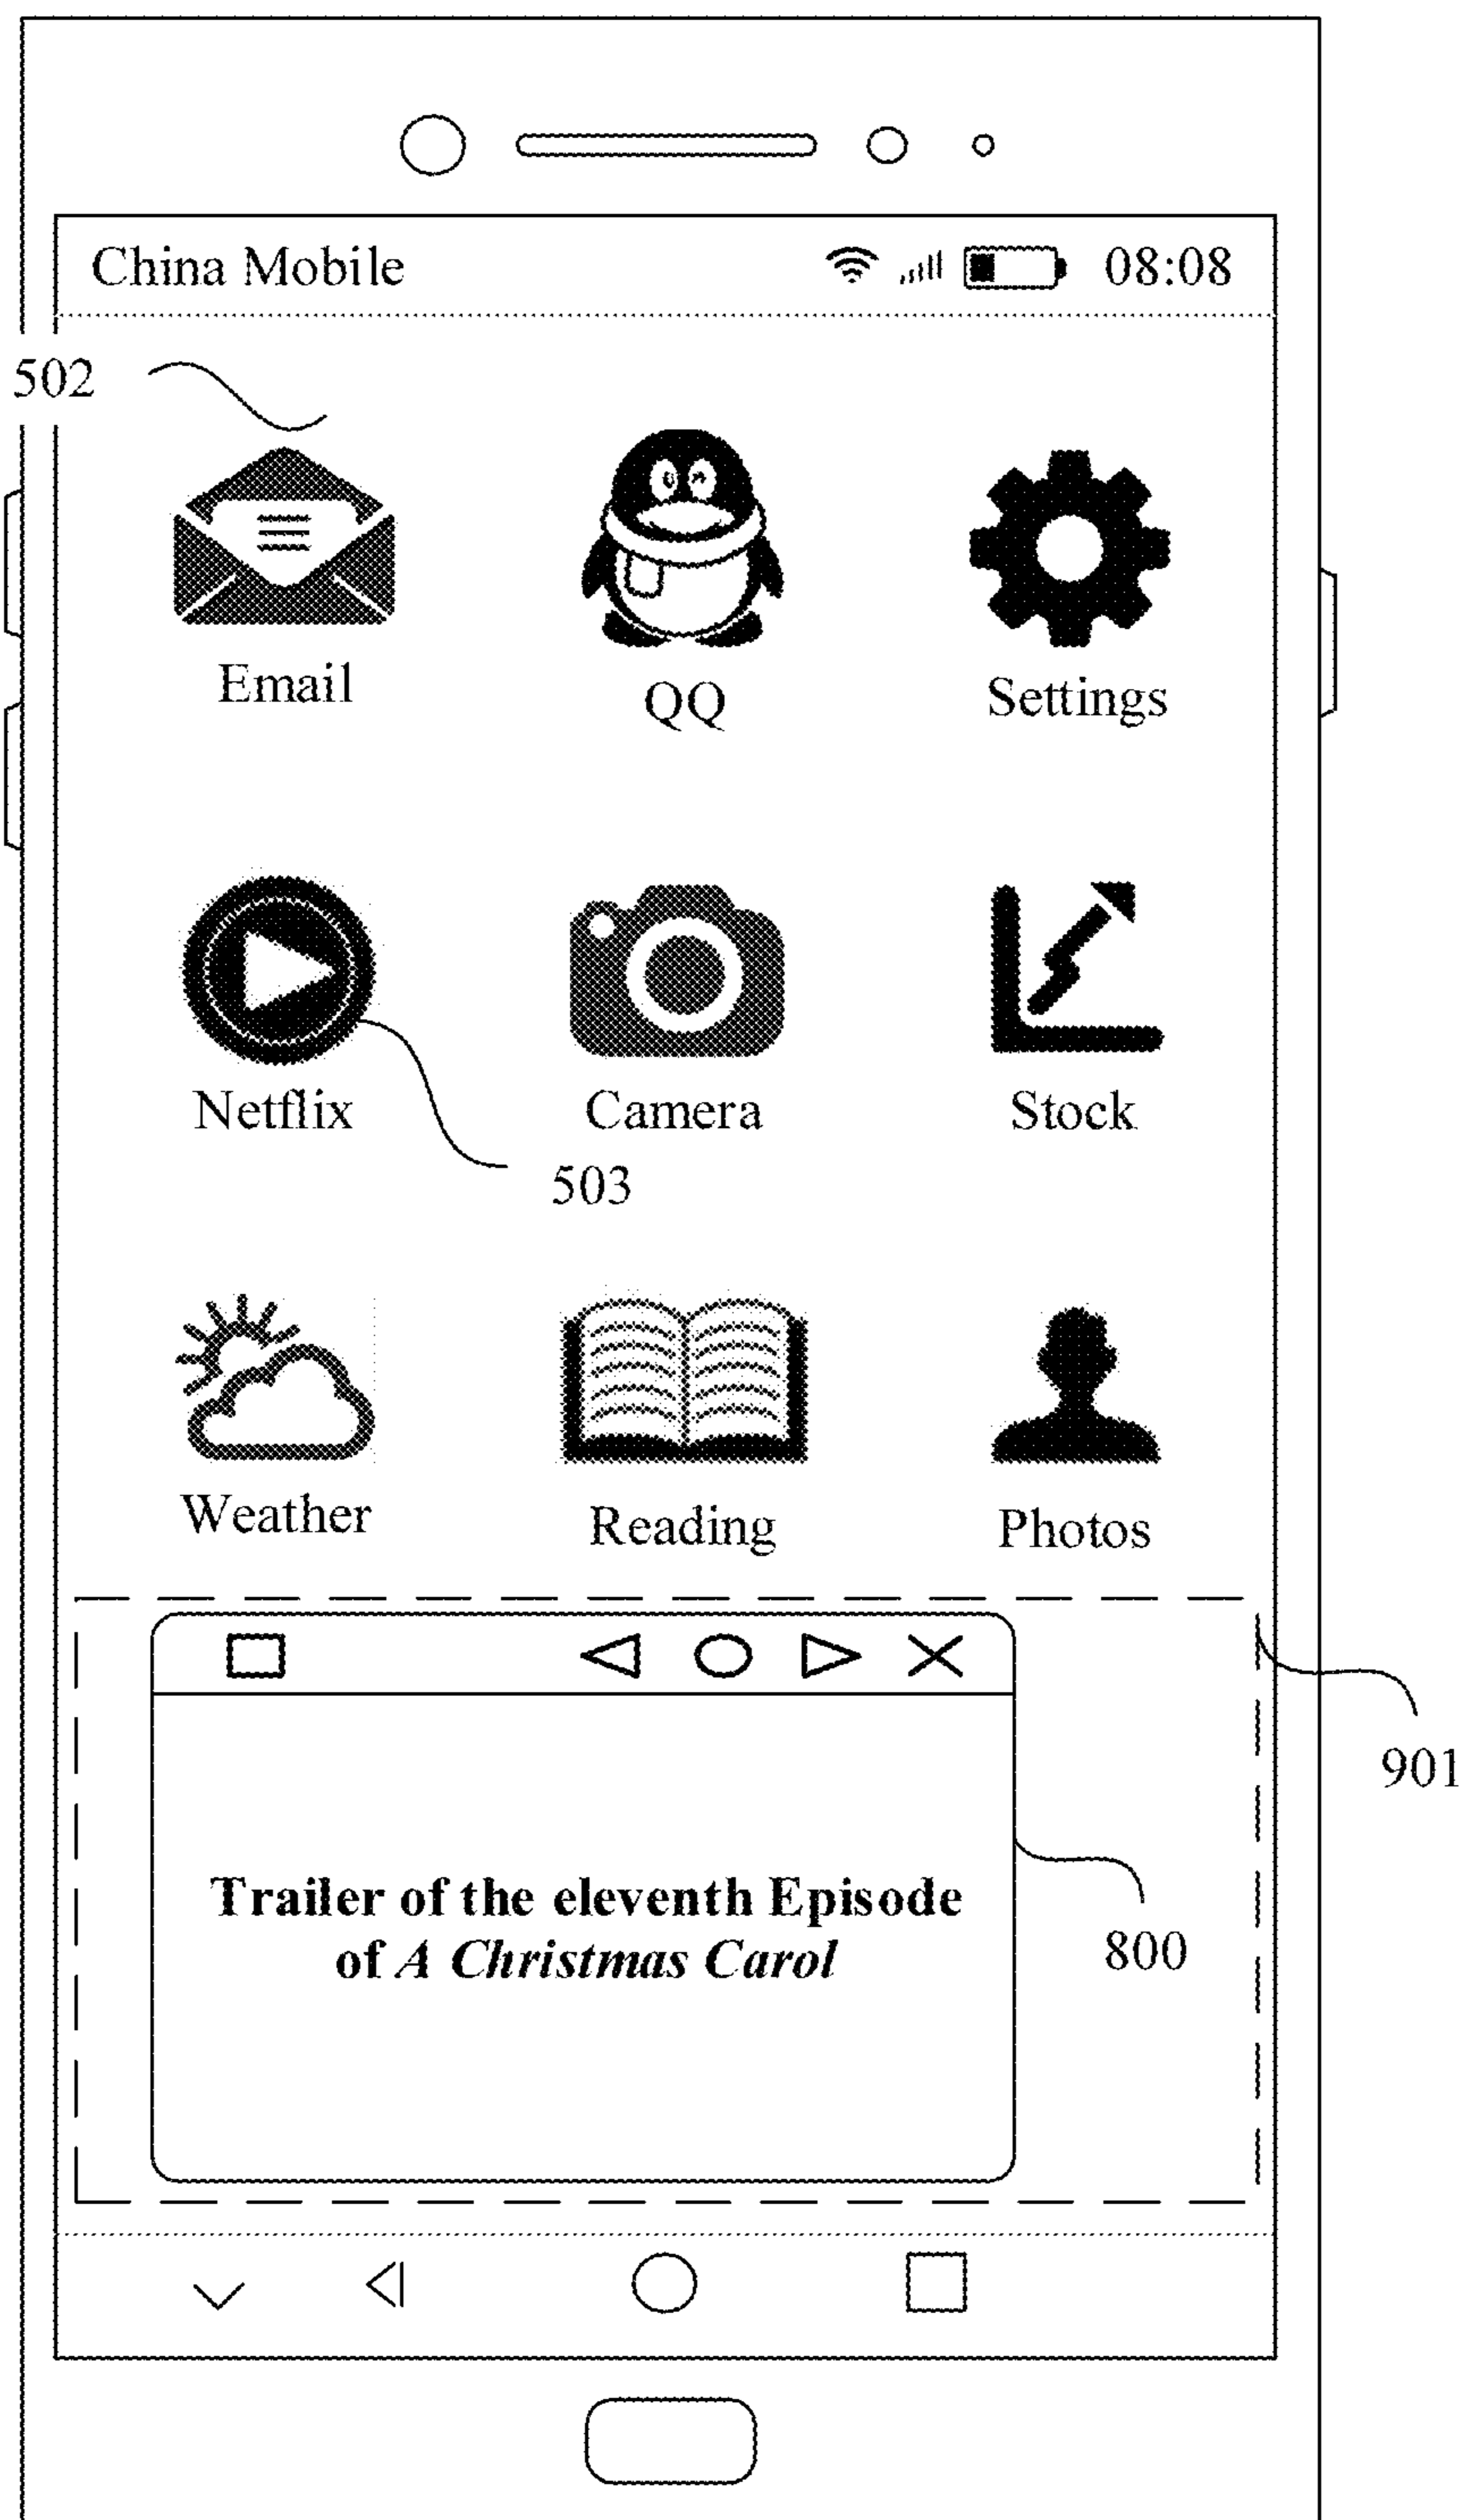 China Mobile 08:08
502
Email QQ Settings
Netflix Camera Stock
503
Weather Reading Photos
901
Trailer of the eleventh Episode
of A Christmas Carol
800